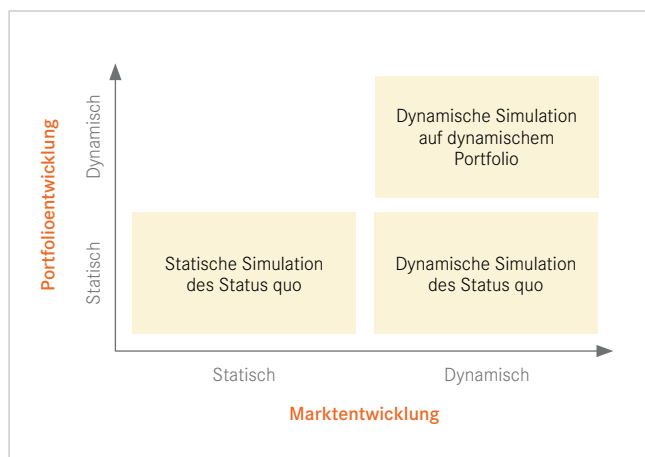 Portfolioentwicklung
Dynamisch
Statisch
Dynamische Simulation
auf dynamischem
Portfolio
Statische Simulation
des Status quo
Dynamische Simulation
des Status quo
Statisch
Dynamisch
Marktentwicklung